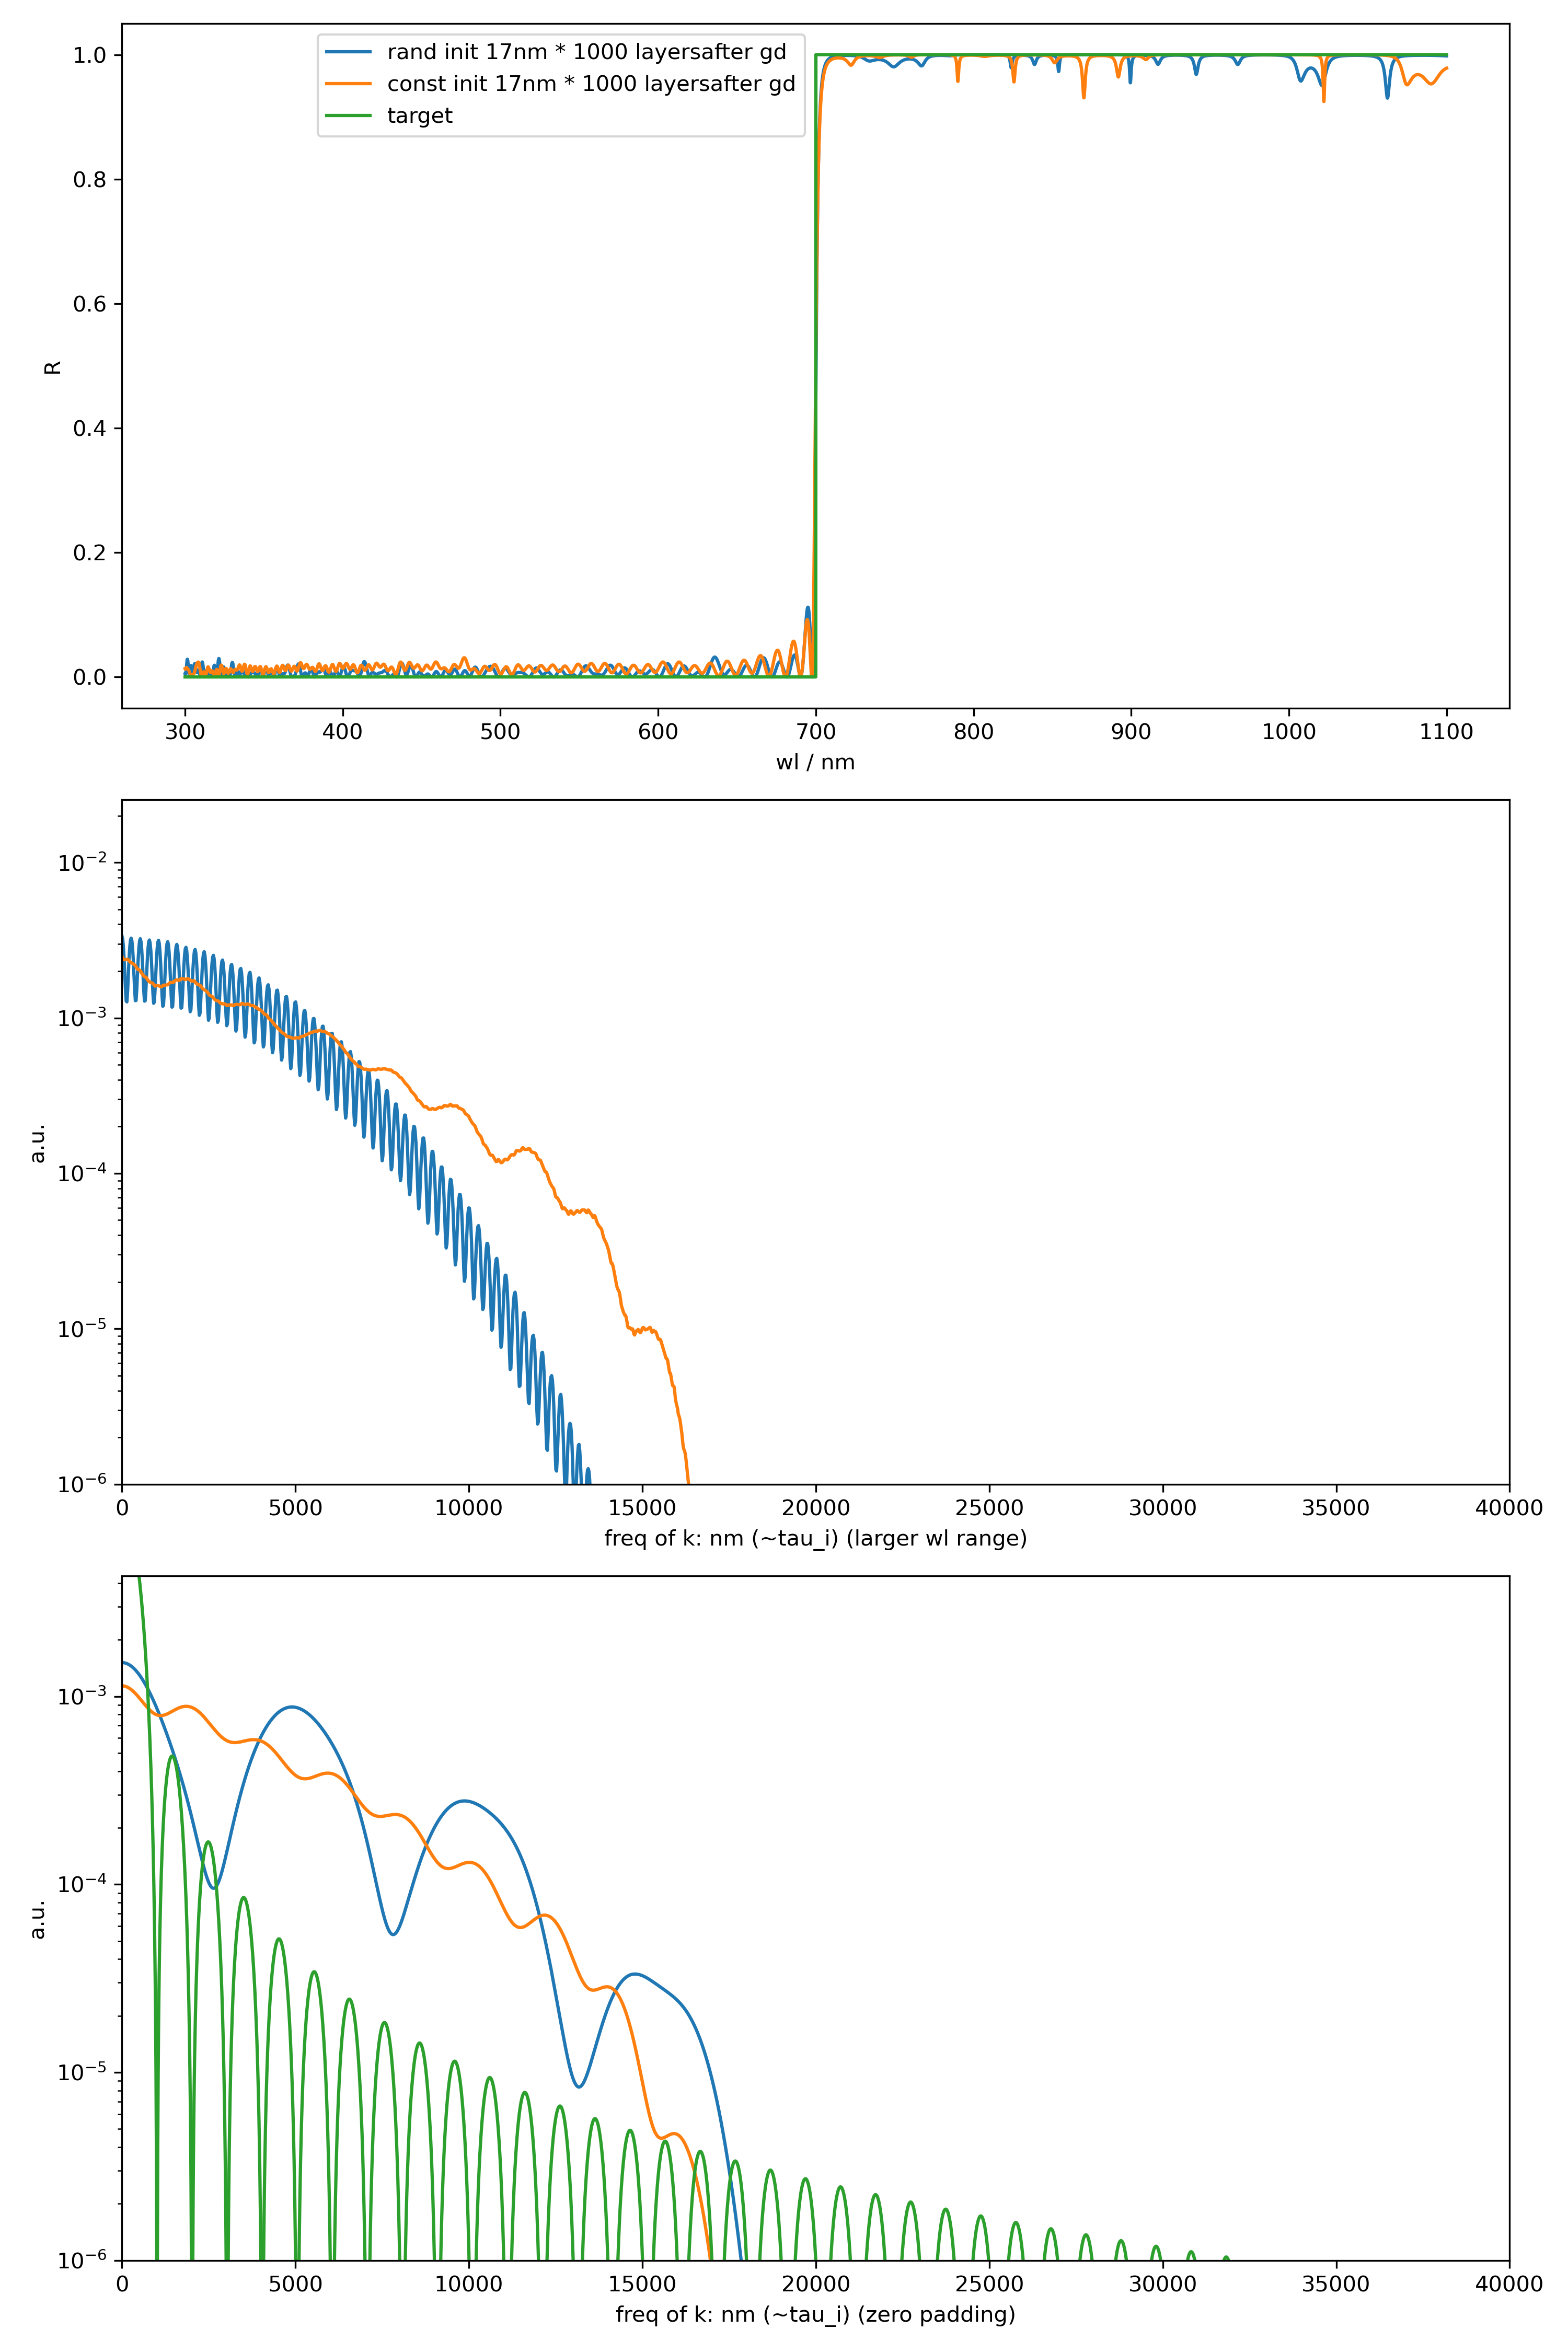 1.0
0.8
0.6
0.4
0.2
0.0
R
rand init 17nm * 1000 layersafter gd
const init 17nm * 1000 layersafter gd
target
300 400 500 600 700 800 900 1000 1100
wl / nm
10⁻²
10⁻³
10⁻⁴
10⁻⁵
10⁻⁶
a.u.
0 5000 10000 15000 20000 25000 30000 35000 40000
freq of k: nm (~tau_i) (larger wl range)
10⁻³
10⁻⁴
10⁻⁵
10⁻⁶
a.u.
0 5000 10000 15000 20000 25000 30000 35000 40000
freq of k: nm (~tau_i) (zero padding)